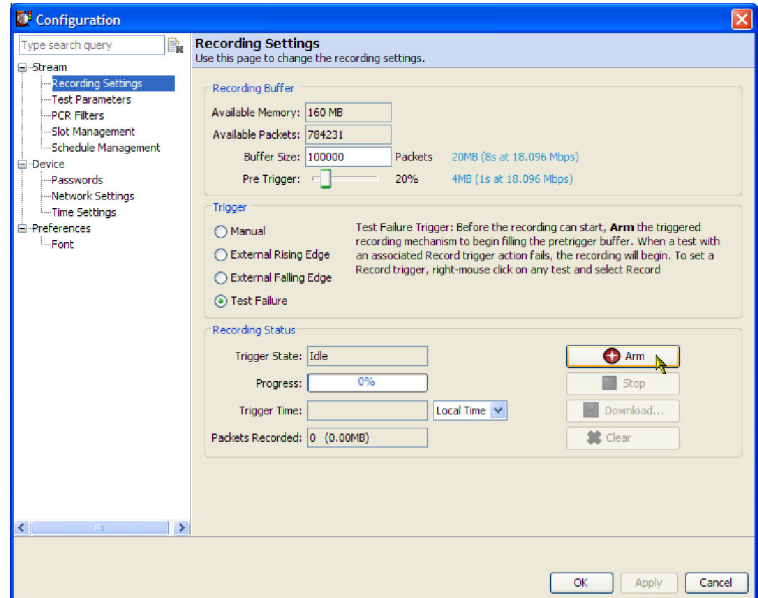 Configuration
Type search query
Stream
Recording Settings
Test Parameters
PCR Filters
Slot Management
Schedule Management
Device
Passwords
Network Settings
Time Settings
Preferences
Font
Recording Settings
Use this page to change the recording settings.
Recording Buffer
Available Memory: 160 MB
Available Packets: 784231
Buffer Size: 100000 Packets 20MB (8s at 18.096 Mbps)
Pre Trigger: 20% 4MB (1s at 18.096 Mbps)
Trigger
Manual
External Rising Edge
External Falling Edge
Test Failure
Test Failure Trigger: Before the recording can start, Arm the triggered
recording mechanism to begin filling the pretrigger buffer. When a test with
an associated Record trigger action fails, the recording will begin. To set a
Record trigger, right-mouse click on any test and select Record
Recording Status
Trigger State: Idle
Progress: 0%
Trigger Time: Local Time
Packets Recorded: 0 (0.00MB)
Arm
Stop
Download...
Clear
OK Apply Cancel